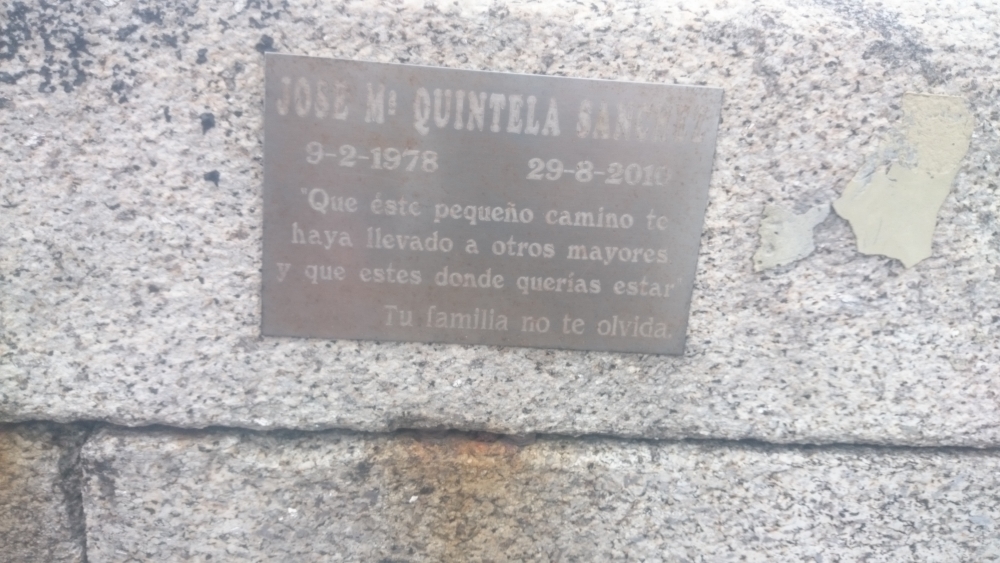 JOSE Mª QUINTELA SANCHEZ
9-2-1978 29-8-2010
"Que éste pequeño camino te
haya llevado a otros mayores
y que estes donde querías estar"
Tu familia no te olvida.